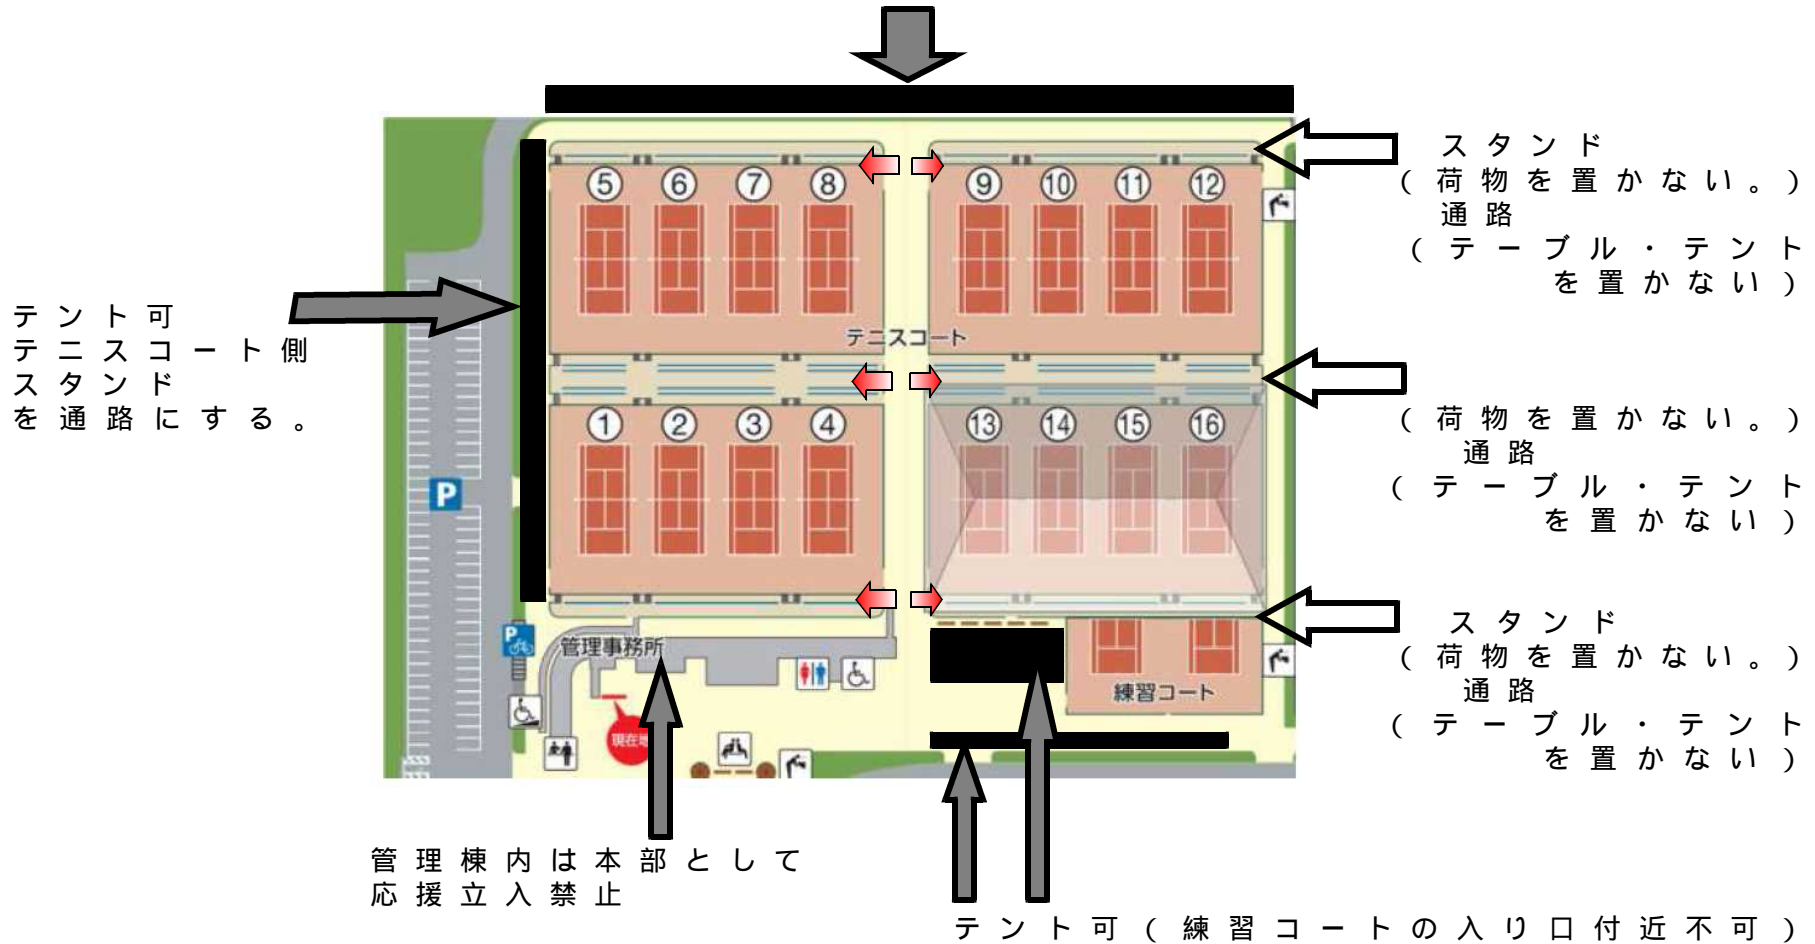 スタンド
(荷物を置かない。)
通路
(テーブル・テント
を置かない)
⑤ ⑥ ⑦ ⑧ ⑨ ⑩ ⑪ ⑫
テント可
テニスコート側
スタンド
を通路にする。
テニスコート
(荷物を置かない。)
通路
(テーブル・テント
を置かない)
① ② ③ ④ ⑬ ⑭ ⑮ ⑯
P
スタンド
(荷物を置かない。)
通路
(テーブル・テント
を置かない)
P
管理事務所
練習コート
現在地
管理棟内は本部として
応援立入禁止
テント可(練習コートの入り口付近不可)